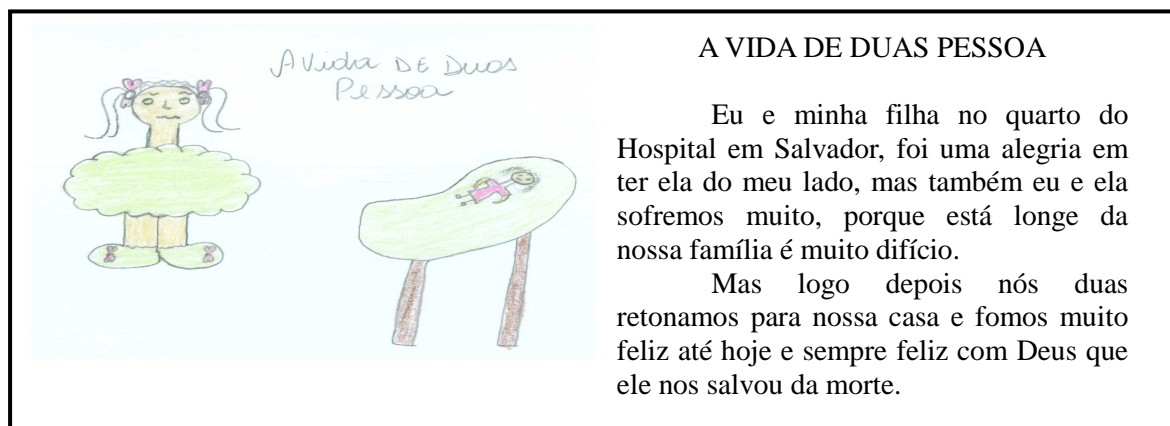 A Vida DE Duas
Pessoa
A VIDA DE DUAS PESSOA
Eu e minha filha no quarto do
Hospital em Salvador, foi uma alegria em
ter ela do meu lado, mas também eu e ela
sofremos muito, porque está longe da
nossa família é muito difício.
Mas logo depois nós duas
retonamos para nossa casa e fomos muito
feliz até hoje e sempre feliz com Deus que
ele nos salvou da morte.